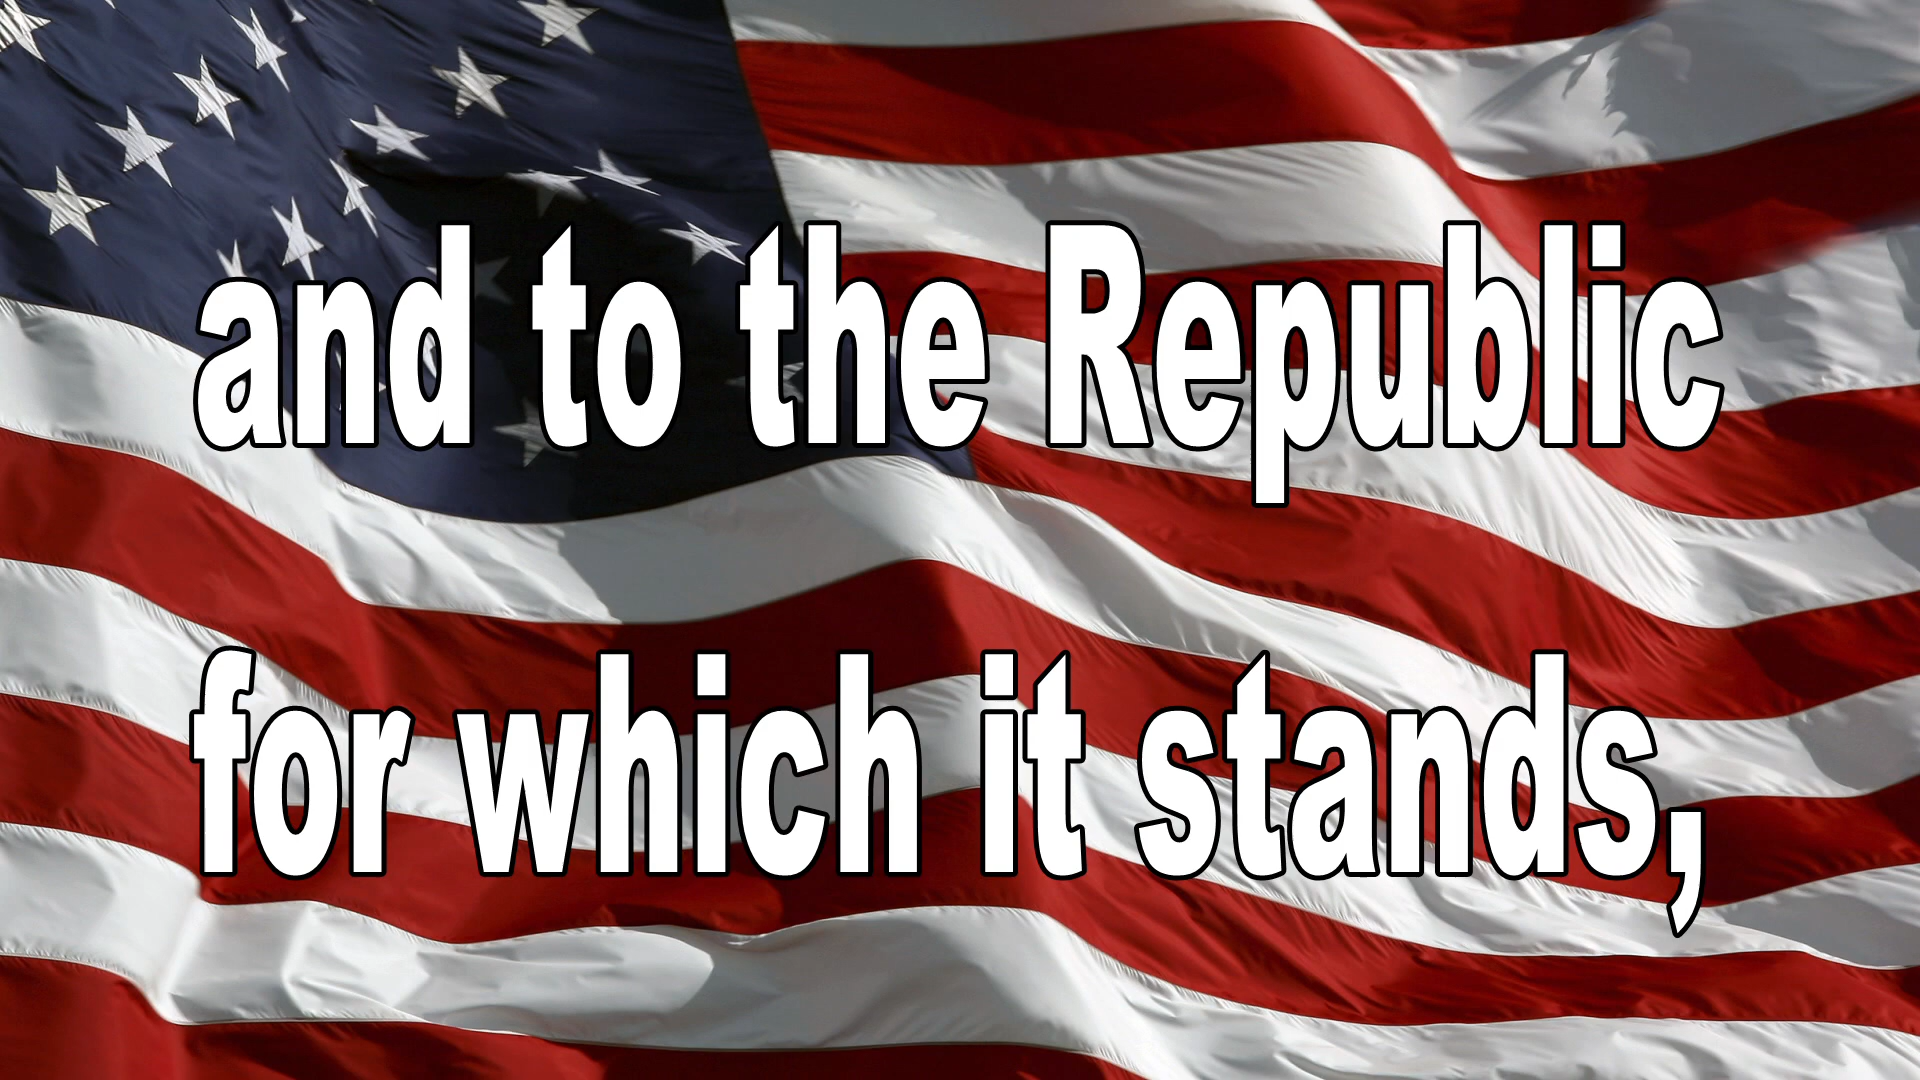 and to the Republic
for which it stands,